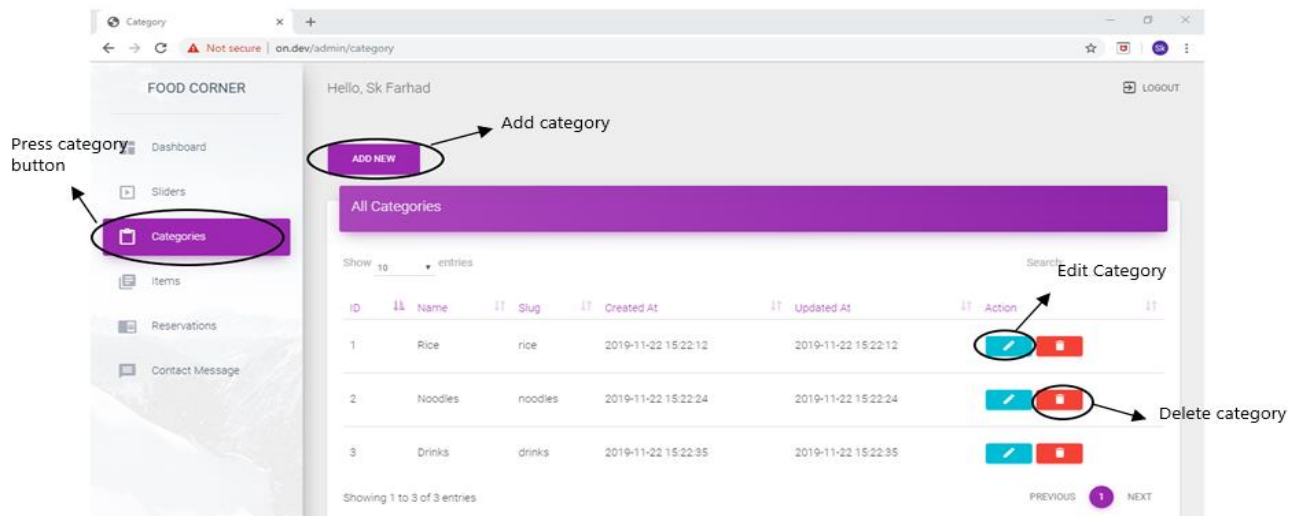 Category
Not secure | on.dev/admin/category
Sk
FOOD CORNER
Hello, Sk Farhad
LOGOUT
Add category
Press category
button
Dashboard
ADD NEW
Sliders
All Categories
Categories
Show 10 entries
Search:
Edit Category
Items
ID Name Slug Created At Updated At Action
Reservations
1 Rice rice 2019-11-22 15:22:12 2019-11-22 15:22:12
Contact Message
2 Noodles noodles 2019-11-22 15:22:24 2019-11-22 15:22:24
Delete category
3 Drinks drinks 2019-11-22 15:22:35 2019-11-22 15:22:35
Showing 1 to 3 of 3 entries
PREVIOUS 1 NEXT